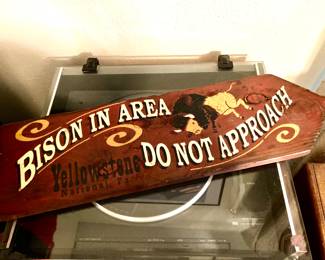 BISON IN AREA
DO NOT APPROACH
Yellowstone
National Park